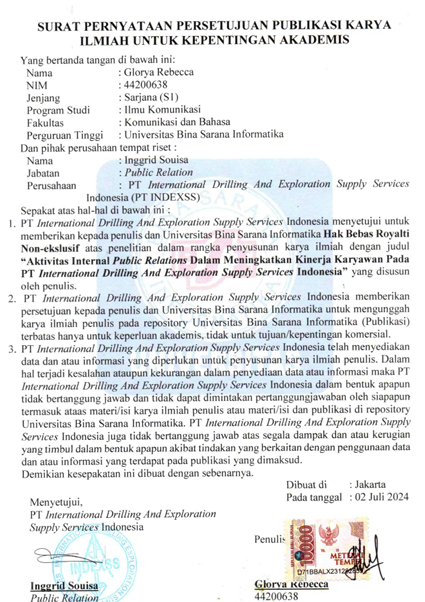 SURAT PERNYATAAN PERSETUJUAN PUBLIKASI KARYA
ILMIAH UNTUK KEPENTINGAN AKADEMIS
Yang bertanda tangan di bawah ini:
Nama : Glorya Rebecca
NIM : 44200638
Jenjang : Sarjana (S1)
Program Studi : Ilmu Komunikasi
Fakultas : Komunikasi dan Bahasa
Perguruan Tinggi : Universitas Bina Sarana Informatika
Dan pihak perusahaan tempat riset :
Nama : Inggrid Souisa
Jabatan : Public Relation
Perusahaan : PT International Drilling And Exploration Supply Services
Indonesia (PT INDEXSS)
Sepakat atas hal-hal di bawah ini :
1. PT International Drilling And Exploration Supply Services Indonesia menyetujui untuk
memberikan kepada penulis dan Universitas Bina Sarana Informatika Hak Bebas Royalti
Non-ekslusif atas penelitian dalam rangka penyusunan karya ilmiah dengan judul
"Aktivitas Internal Public Relations Dalam Meningkatkan Kinerja Karyawan Pada
PT International Drilling And Exploration Supply Services Indonesia" yang disusun
oleh penulis.
2. PT International Drilling And Exploration Supply Services Indonesia memberikan
persetujuan kepada penulis dan Universitas Bina Sarana Informatika untuk mengunggah
karya ilmiah penulis pada repository Universitas Bina Sarana Informatika (Publikasi)
terbatas hanya untuk keperluan akademis, tidak untuk tujuan/kepentingan komersial.
3. PT International Drilling And Exploration Supply Services Indonesia telah menyediakan
data dan atau informasi yang diperlukan untuk penyusunan karya ilmiah penulis. Dalam
hal terjadi kesalahan ataupun kekurangan dalam penyediaan data atau informasi maka PT
International Drilling And Exploration Supply Services Indonesia dalam bentuk apapun
tidak bertanggung jawab dan tidak dapat dimintakan pertanggungjawaban oleh siapapun
termasuk ataas materi/isi karya ilmiah penulis atau materi/isi dan publikasi di repository
Universitas Bina Sarana Informatika. PT International Drilling And Exploration Supply
Services Indonesia juga tidak bertanggung jawab atas segala dampak dan atau kerugian
yang timbul dalam bentuk apapun akibat tindakan yang berkaitan dengan penggunaan data
dan atau informasi yang terdapat pada publikasi yang dimaksud.
Demikian kesepakatan ini dibuat dengan sebenarnya.
Dibuat di : Jakarta
Pada tanggal : 02 Juli 2024
Menyetujui,
PT International Drilling And Exploration
Supply Services Indonesia
Penulis
10000
METERAI
TEMPEL
INDEXSS
Inggrid Souisa
Public Relation
Glorya Rebecca
44200638